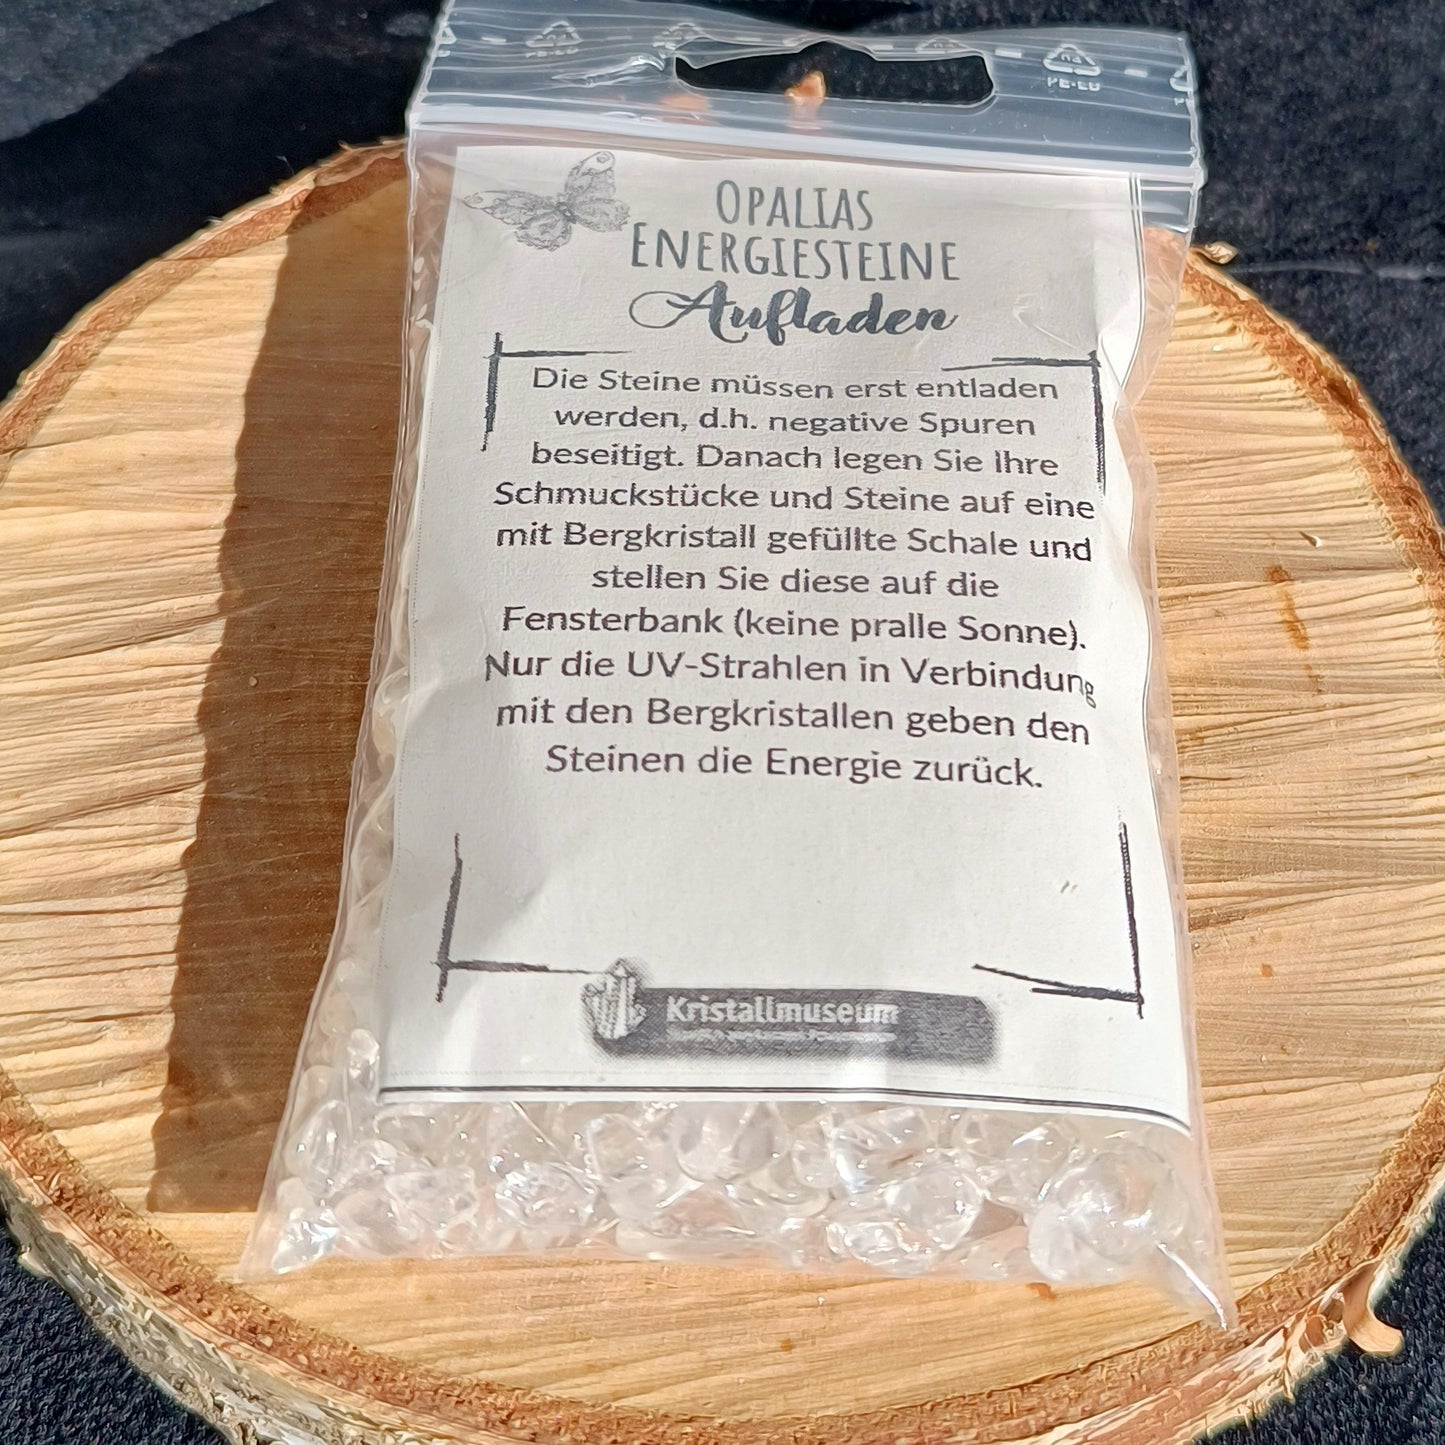 OPALIAS
ENERGIESTEINE
Aufladen
Die Steine müssen erst entladen
werden, d.h. negative Spuren
beseitigt. Danach legen Sie Ihre
Schmuckstücke und Steine auf eine
mit Bergkristall gefüllte Schale und
stellen Sie diese auf die
Fensterbank (keine pralle Sonne).
Nur die UV-Strahlen in Verbindung
mit den Bergkristallen geben den
Steinen die Energie zurück.
Kristallmuseum